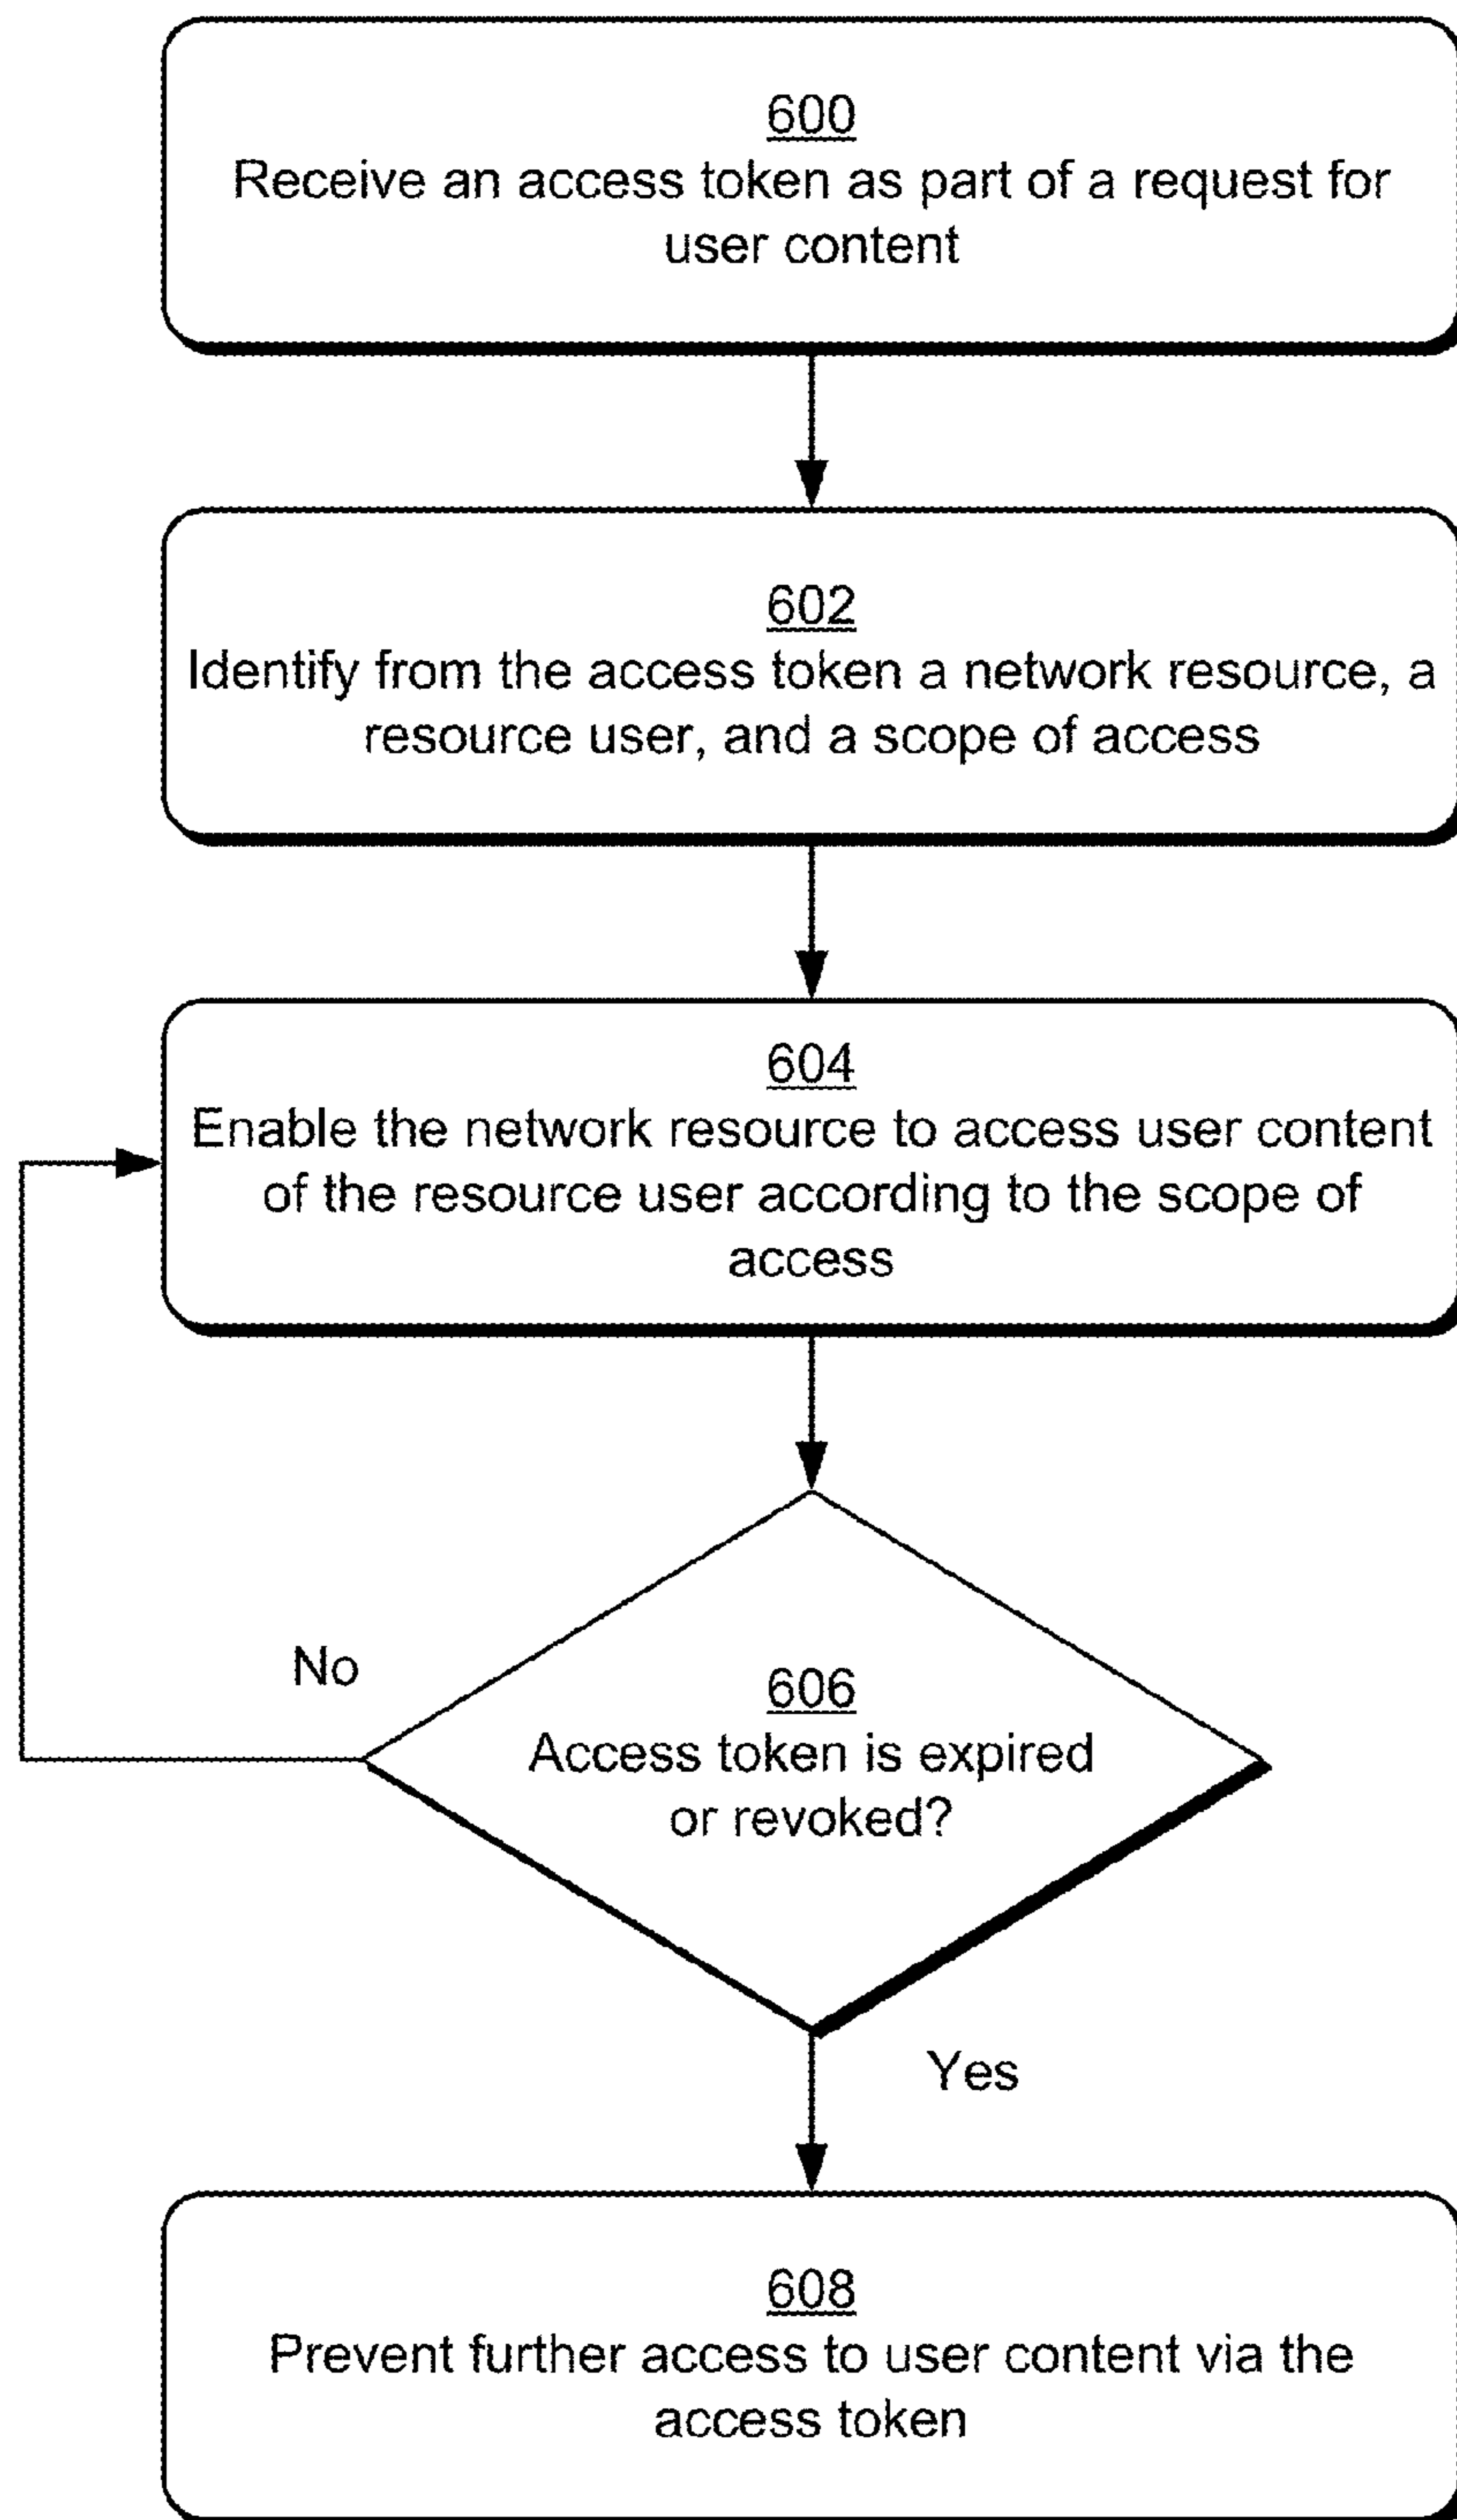 600
Receive an access token as part of a request for
user content
602
Identify from the access token a network resource, a
resource user, and a scope of access
604
Enable the network resource to access user content
of the resource user according to the scope of
access
No
606
Access token is expired
or revoked?
Yes
608
Prevent further access to user content via the
access token